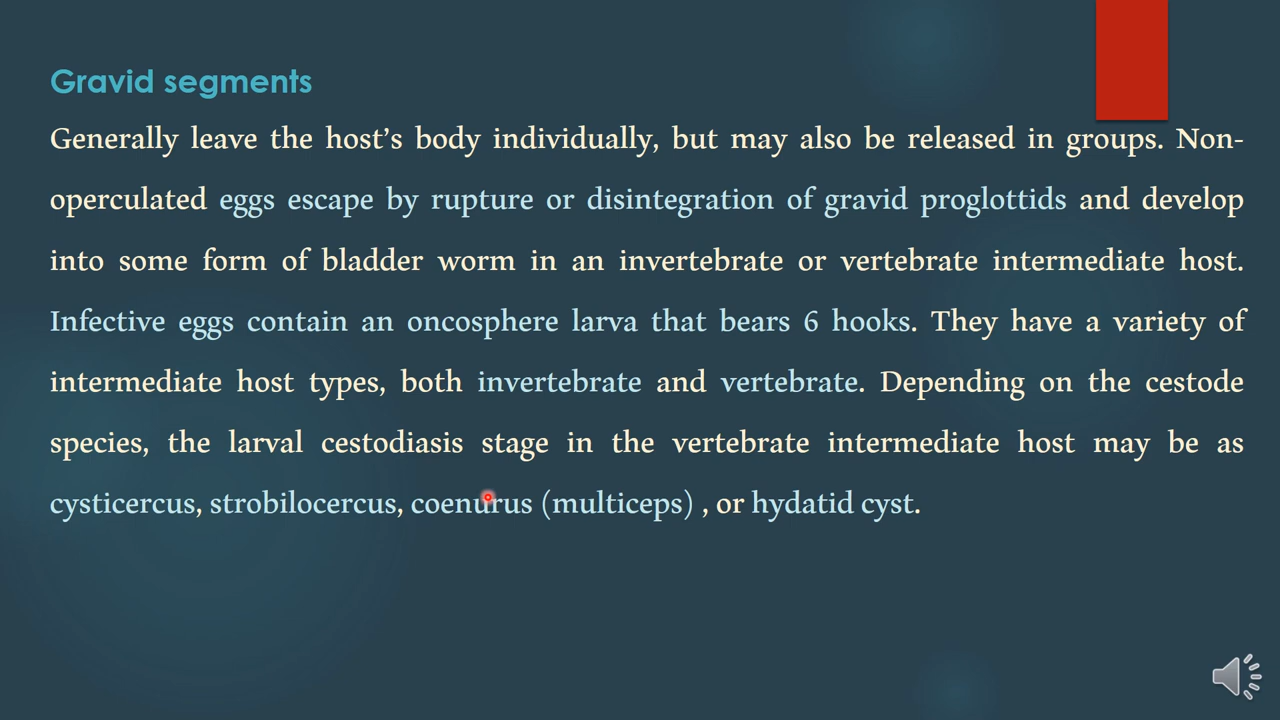 Gravid segments
Generally leave the host’s body individually, but may also be released in groups. Non-
operculated eggs escape by rupture or disintegration of gravid proglottids and develop
into some form of bladder worm in an invertebrate or vertebrate intermediate host.
Infective eggs contain an oncosphere larva that bears 6 hooks. They have a variety of
intermediate host types, both invertebrate and vertebrate. Depending on the cestode
species, the larval cestodiasis stage in the vertebrate intermediate host may be as
cysticercus, strobilocercus, coenurus (multiceps) , or hydatid cyst.